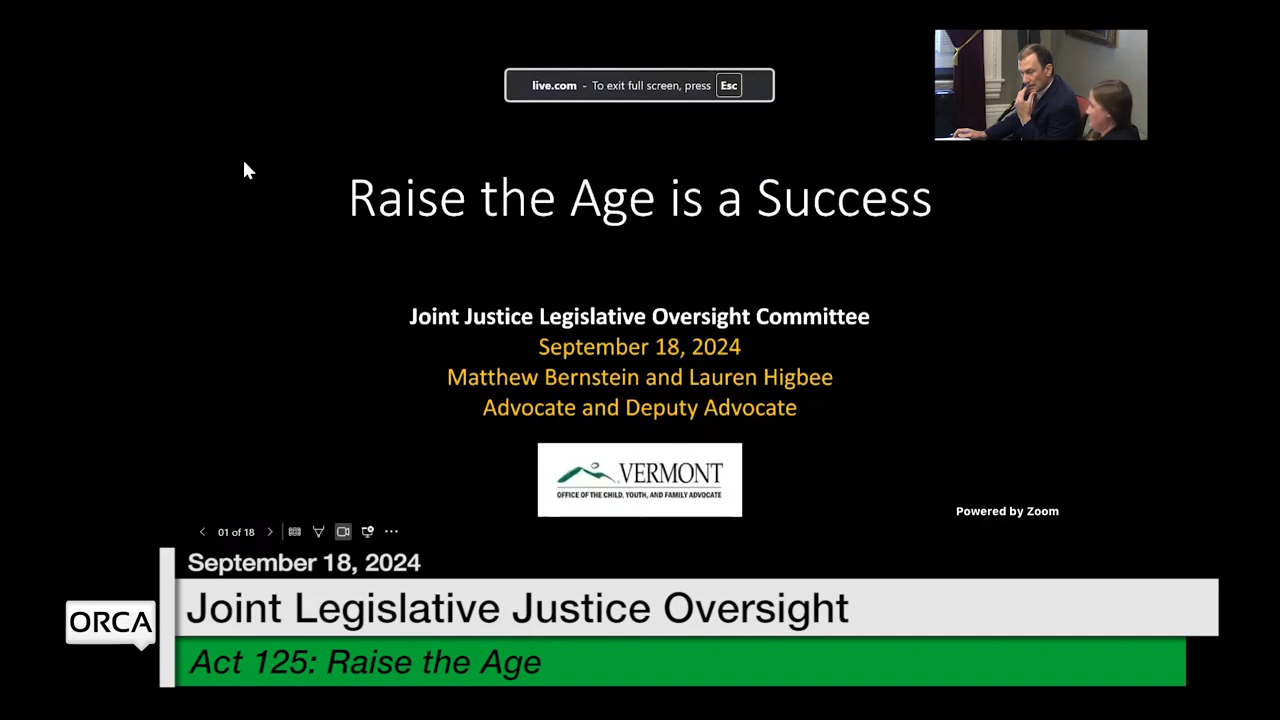 live.com - To exit full screen, press Esc
Raise the Age is a Success
Joint Justice Legislative Oversight Committee
September 18, 2024
Matthew Bernstein and Lauren Higbee
Advocate and Deputy Advocate
VERMONT
OFFICE OF THE CHILD, YOUTH, AND FAMILY ADVOCATE
Powered by Zoom
01 of 18
September 18, 2024
ORCA
Joint Legislative Justice Oversight
Act 125: Raise the Age